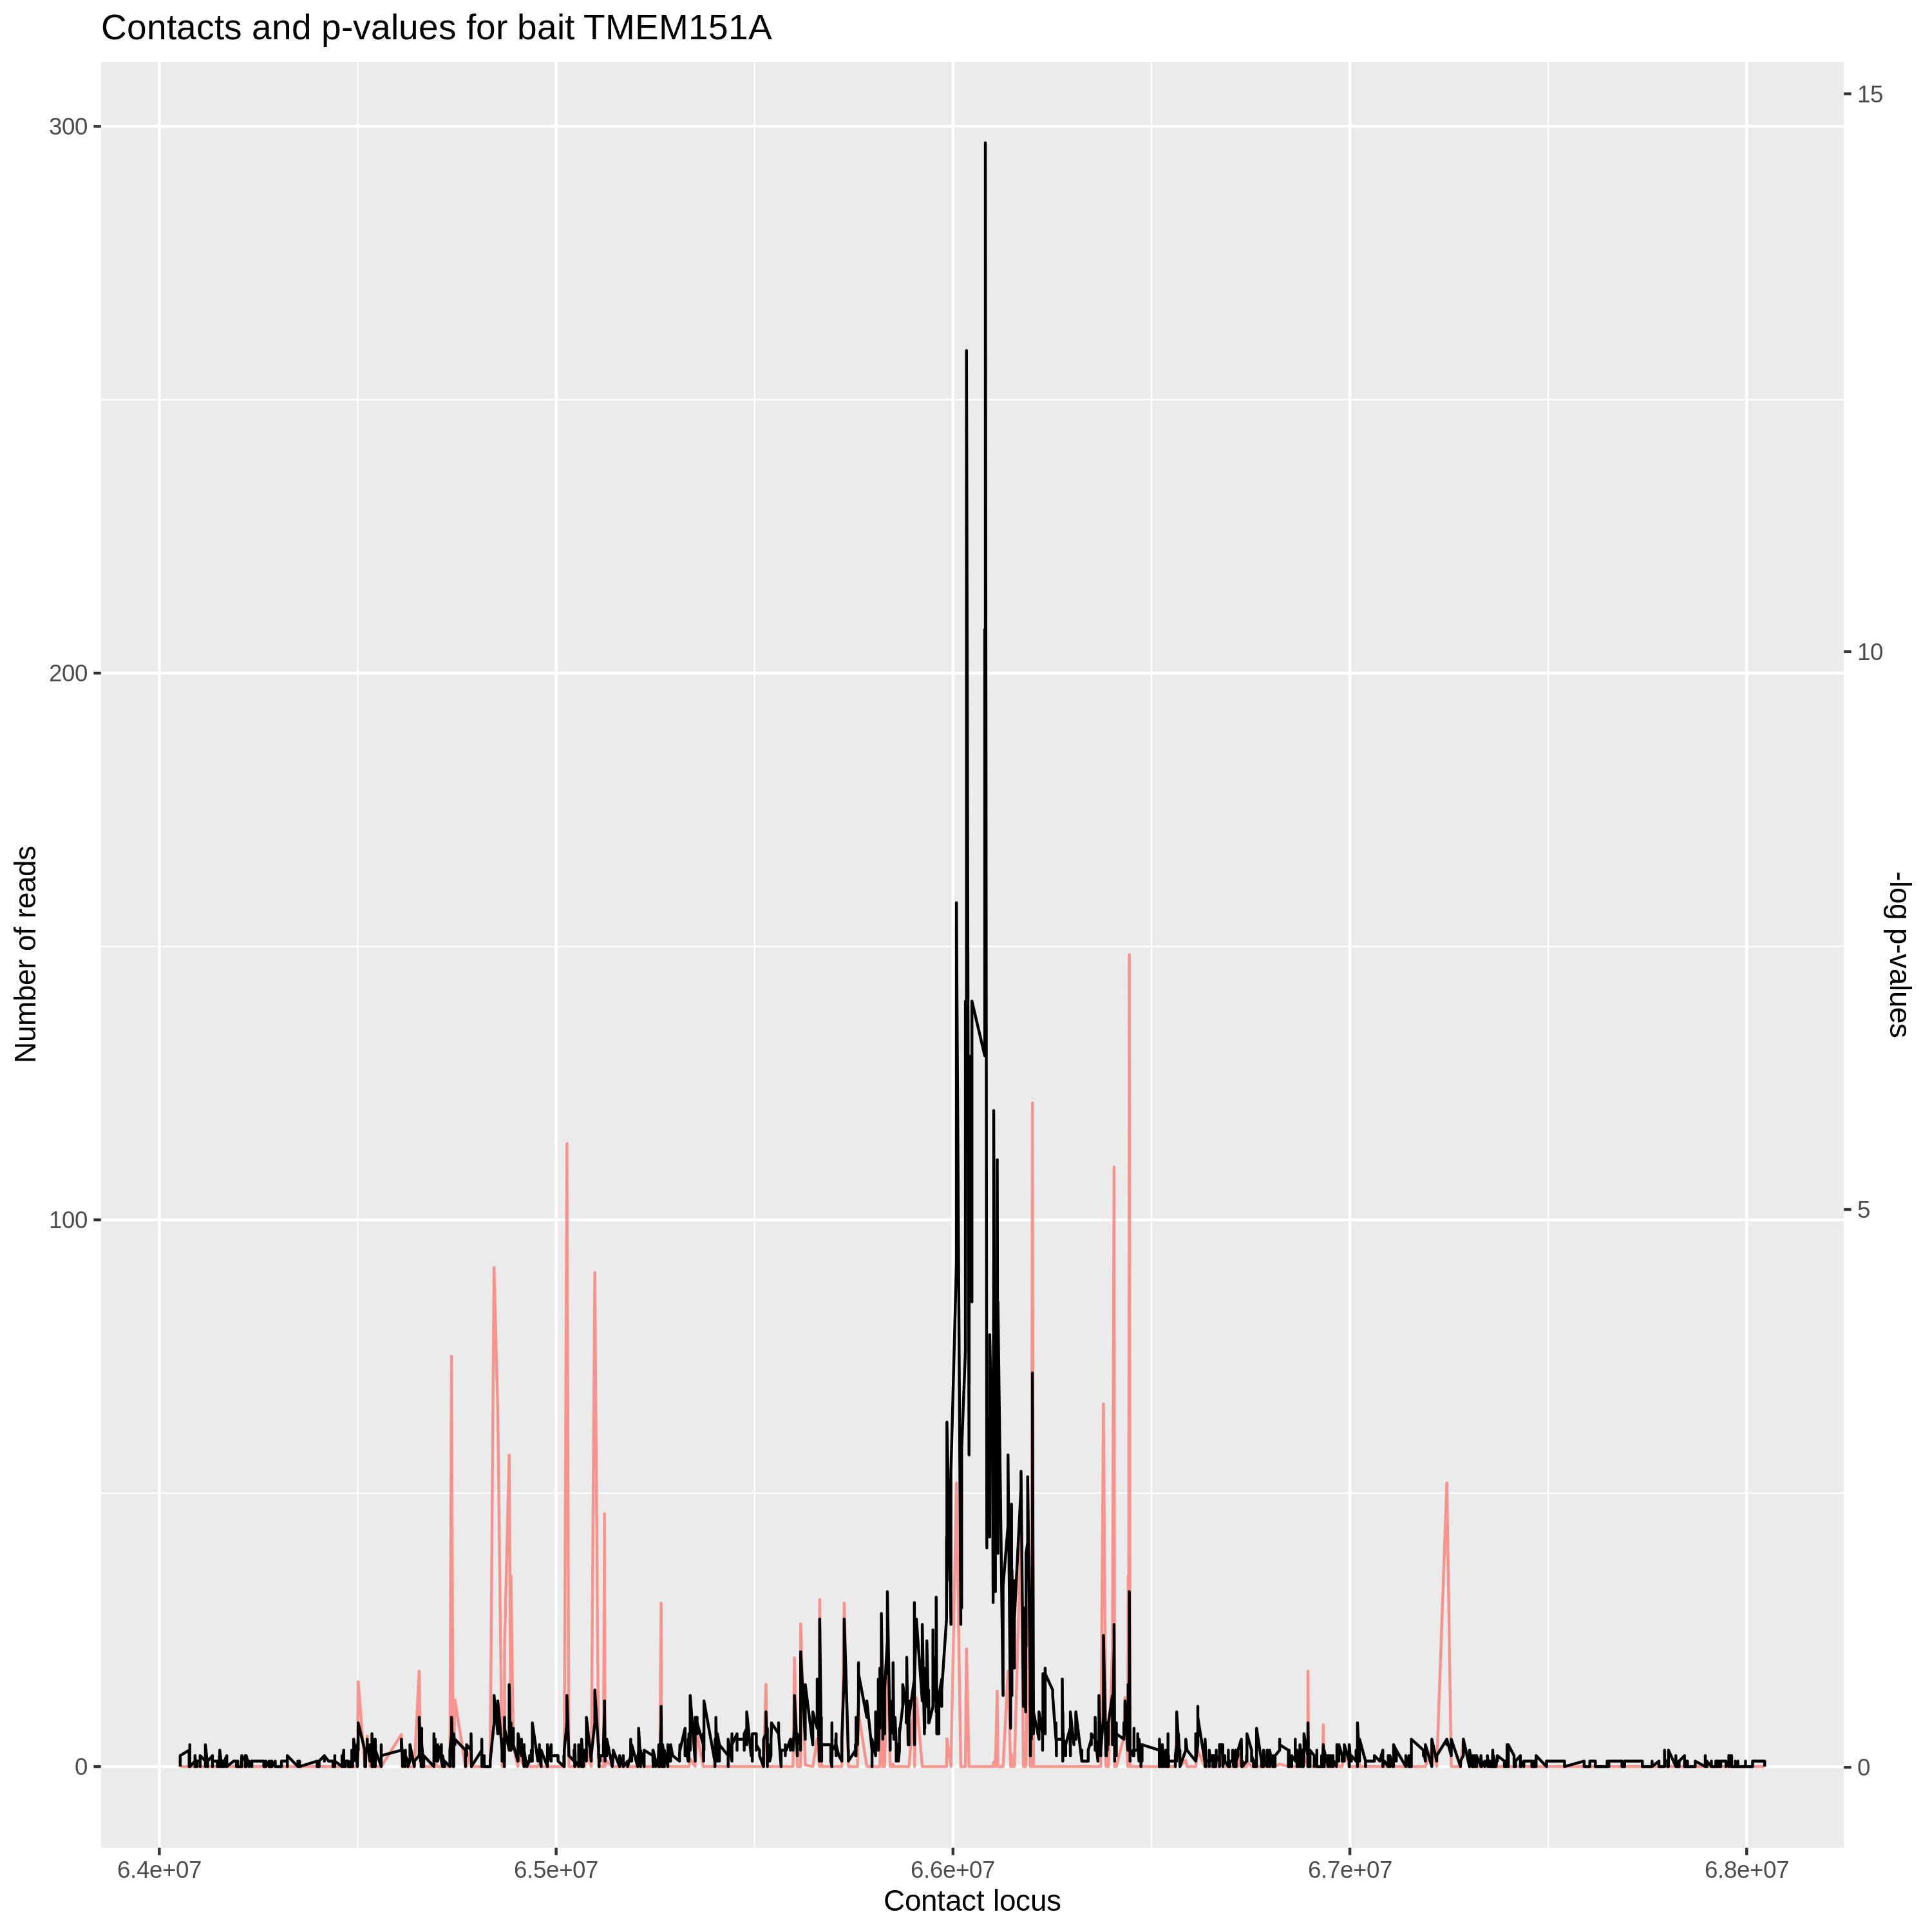 Contacts and p-values for bait TMEM151A
300
200
100
0
15
10
5
0
Number of reads
-log p-values
6.4e+07 6.5e+07 6.6e+07 6.7e+07 6.8e+07
Contact locus